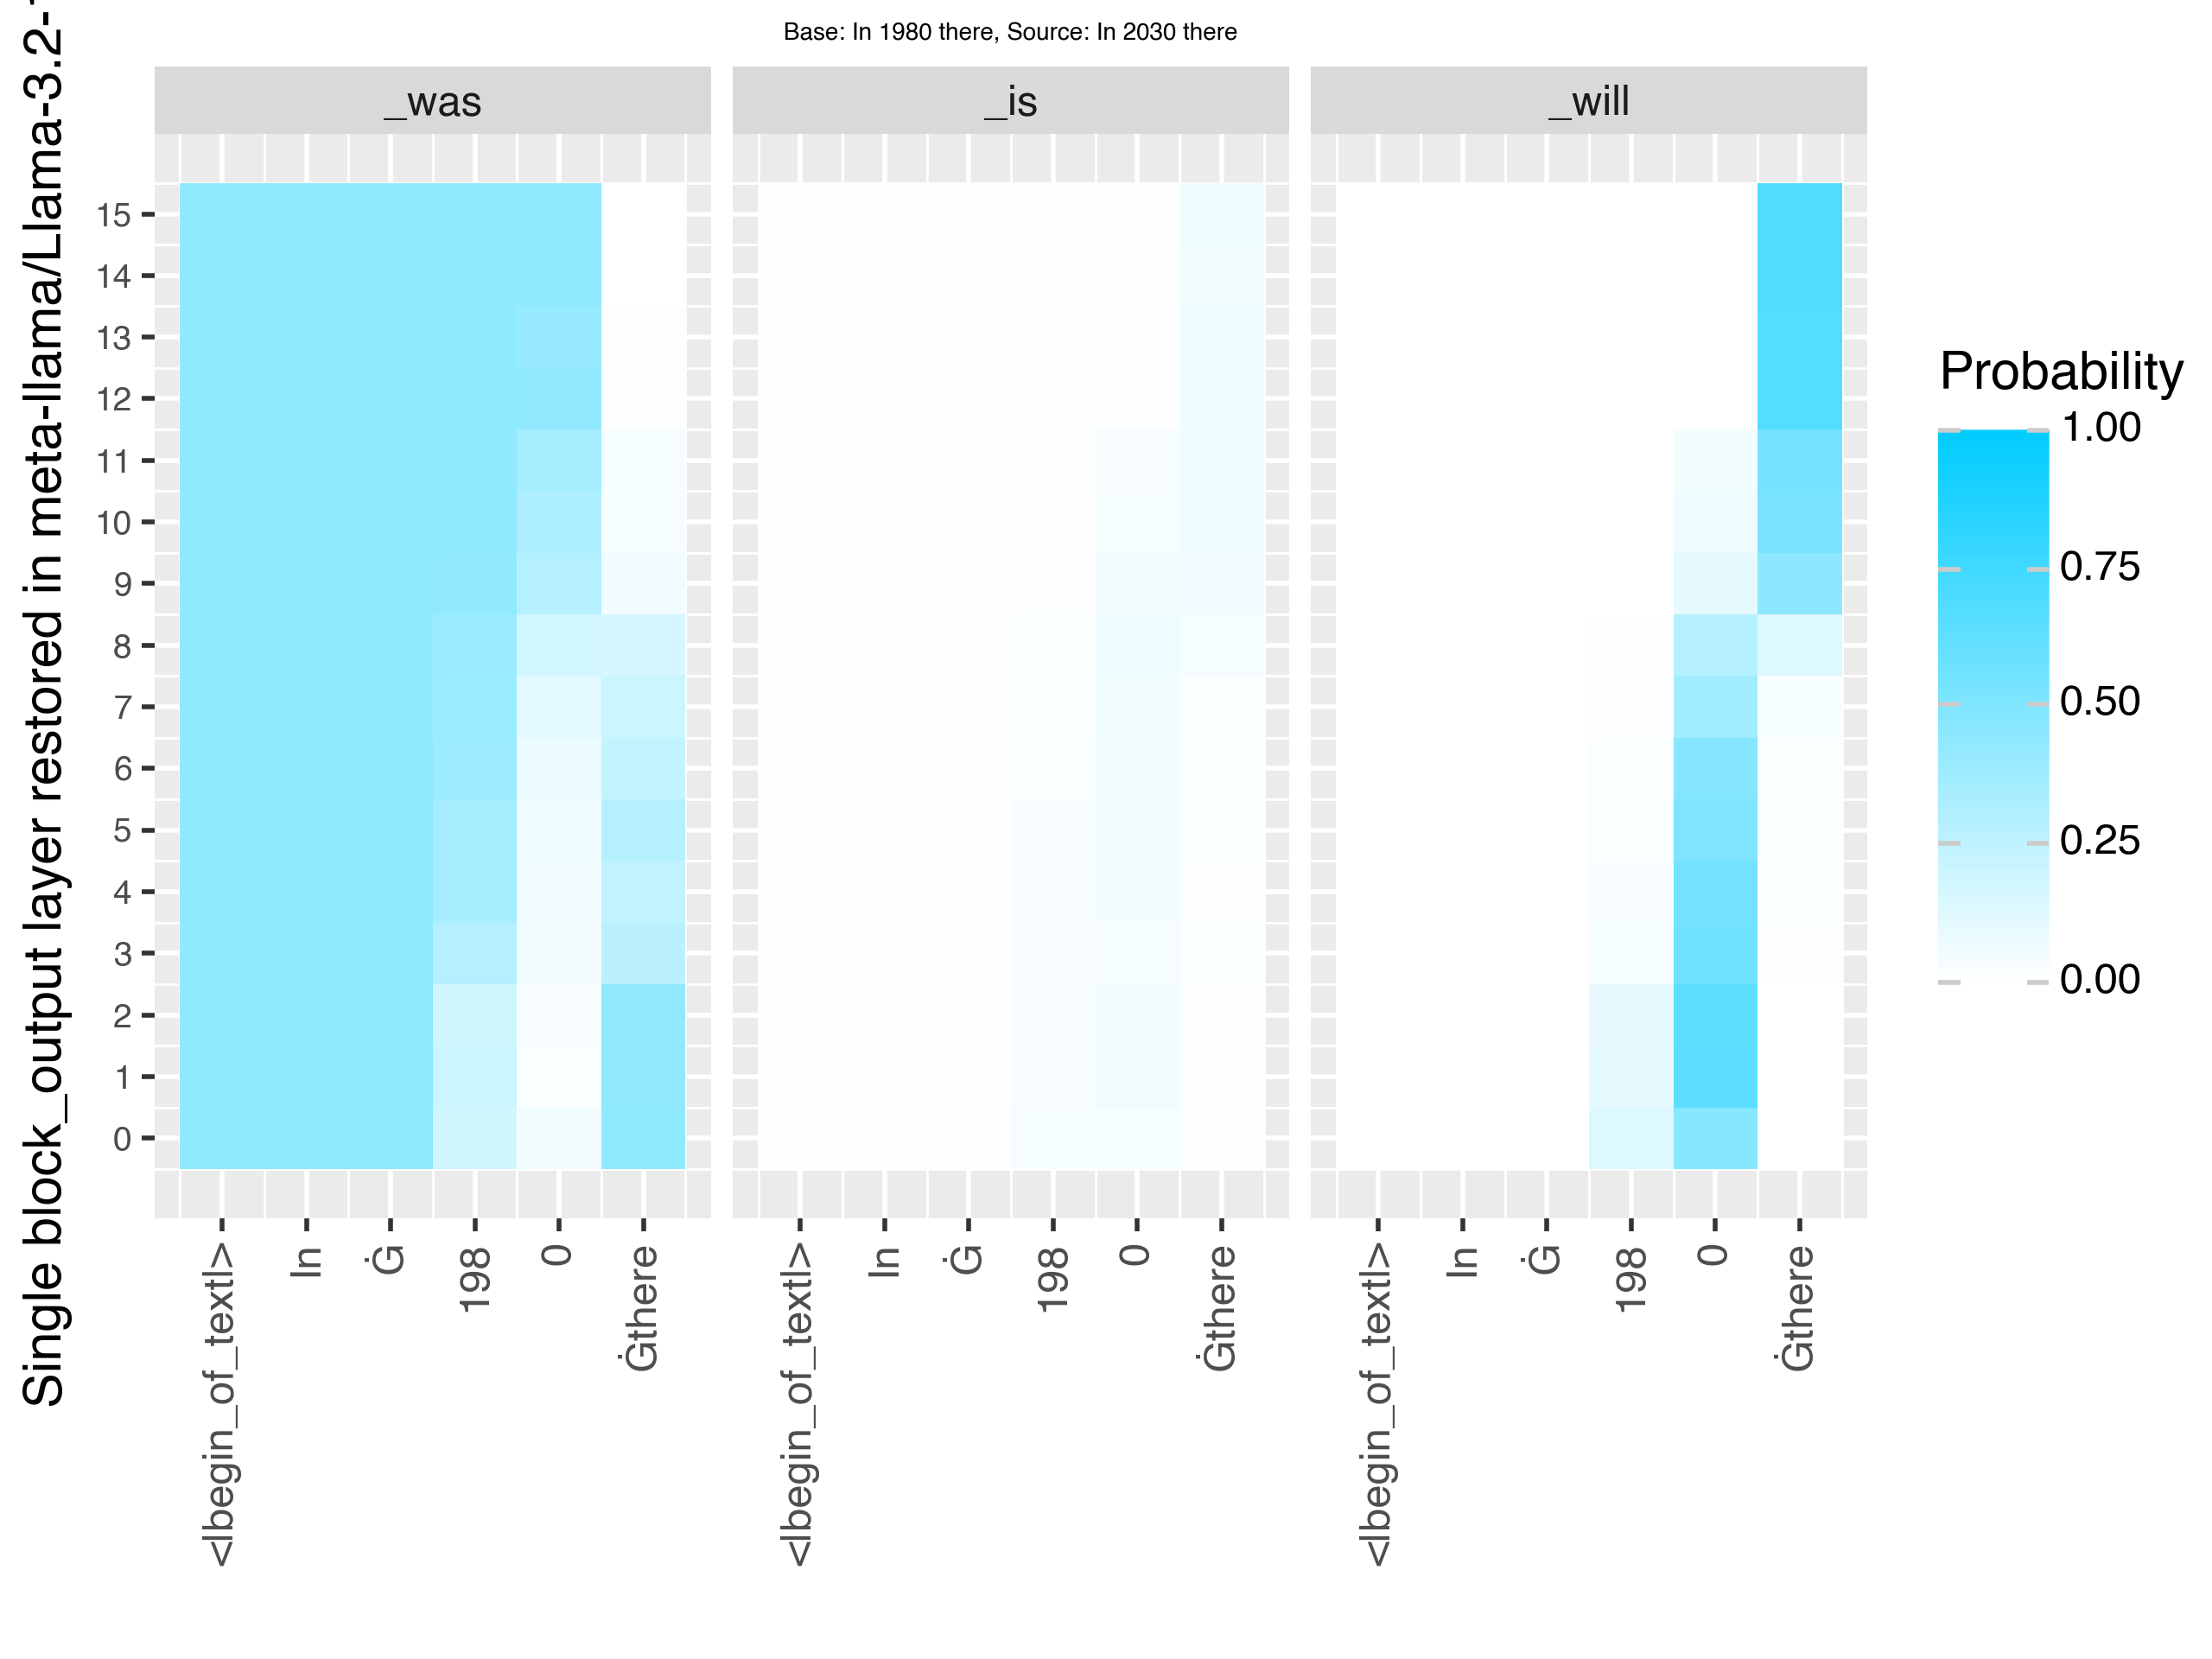 Base: In 1980 there, Source: In 2030 there
Single block_output layer restored in meta-llama/Llama-3.2-
_was
_is
_will
15
14
13
12
11
10
9
8
7
6
5
4
3
2
1
0
<|begin_of_text|>
In
Ġ
198
0
Ġthere
<|begin_of_text|>
In
Ġ
198
0
Ġthere
<|begin_of_text|>
In
Ġ
198
0
Ġthere
Probability
1.00
0.75
0.50
0.25
0.00